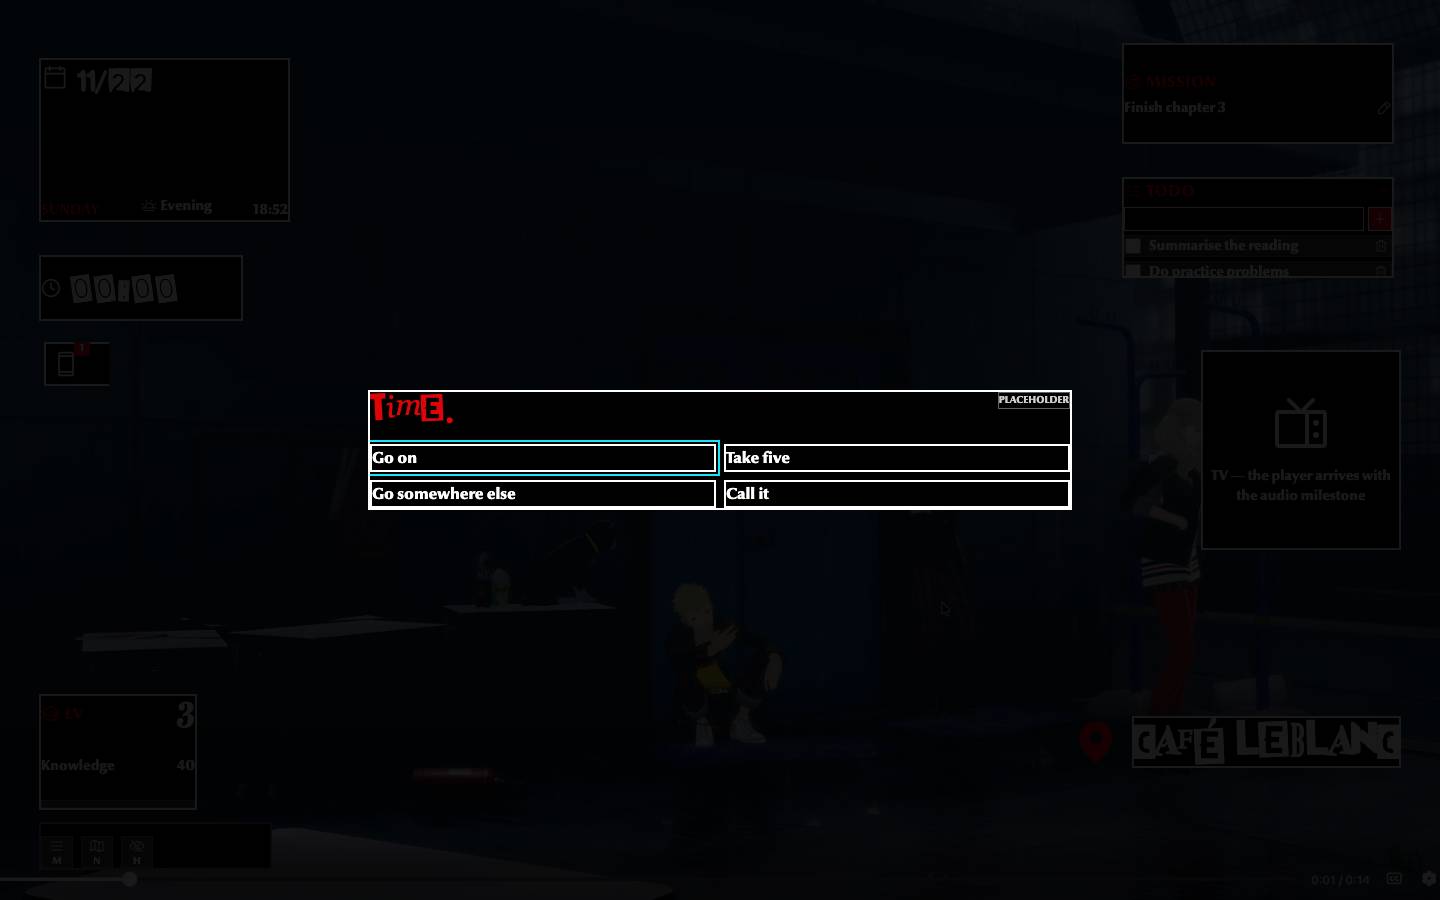 11/22
SUNDAY
Evening
18:52
00:00
1
MISSION
Finish chapter 3
TODO
+
Summarise the reading
Do practice problems
TimE.
PLACEHOLDER
Go on
Take five
Go somewhere else
Call it
TV — the player arrives with
the audio milestone
LV
3
Knowledge
40
CAFÉ LEBLANC
M
N
H
0:01 / 0:14
CC